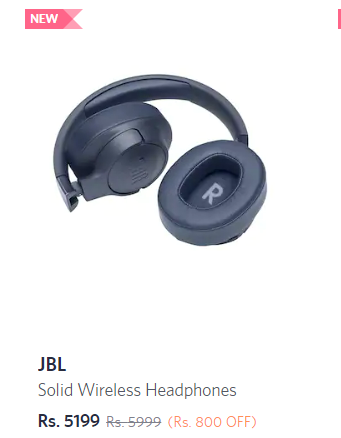 NEW
R
JBL
Solid Wireless Headphones
Rs. 5199 Rs. 5999 (Rs. 800 OFF)